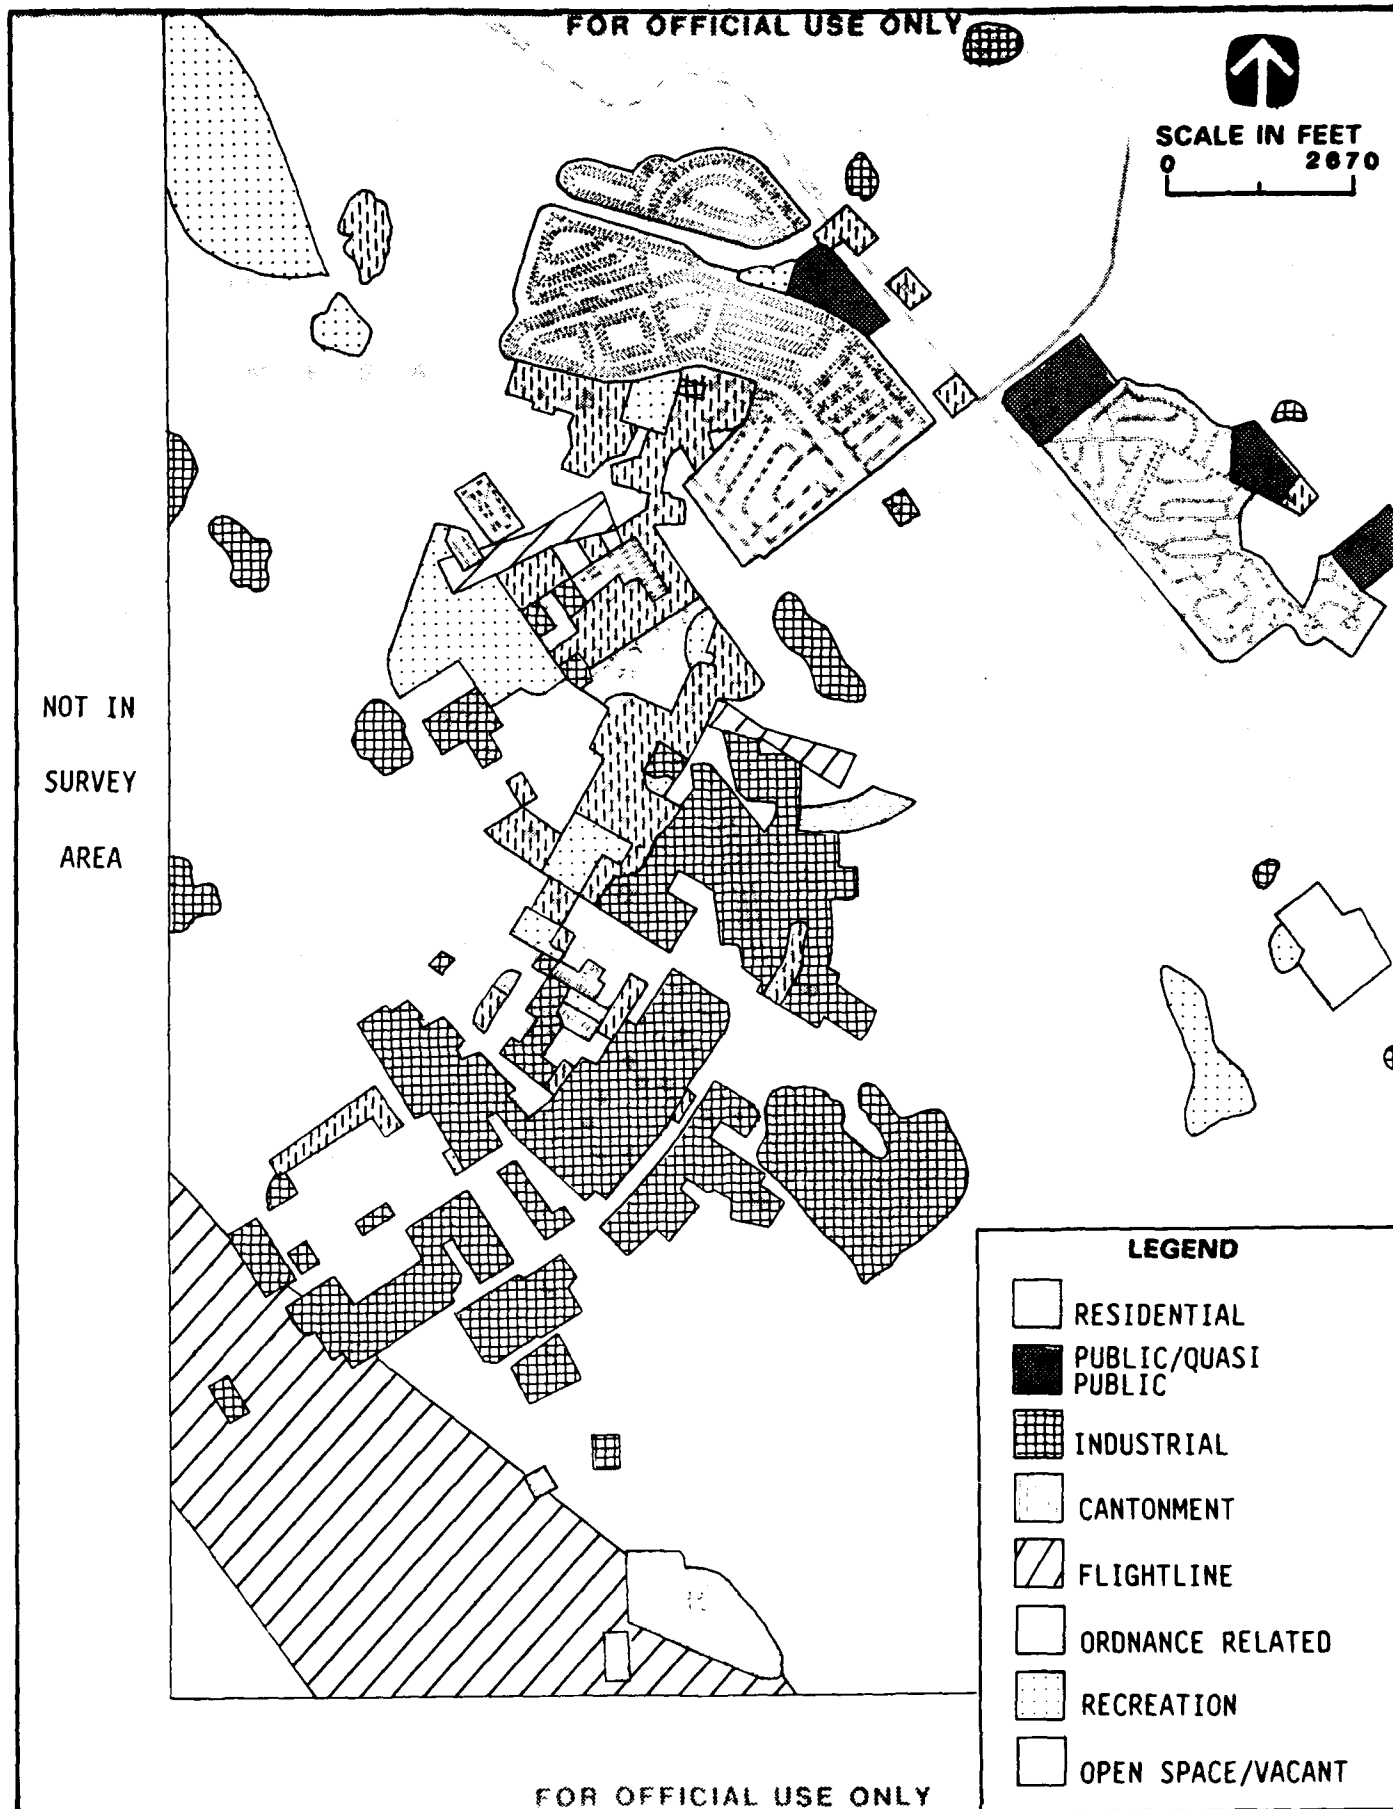 FOR OFFICIAL USE ONLY
SCALE IN FEET
0 2670
NOT IN
SURVEY
AREA
LEGEND
RESIDENTIAL
PUBLIC/QUASI
PUBLIC
INDUSTRIAL
CANTONMENT
FLIGHTLINE
ORDNANCE RELATED
RECREATION
OPEN SPACE/VACANT
FOR OFFICIAL USE ONLY